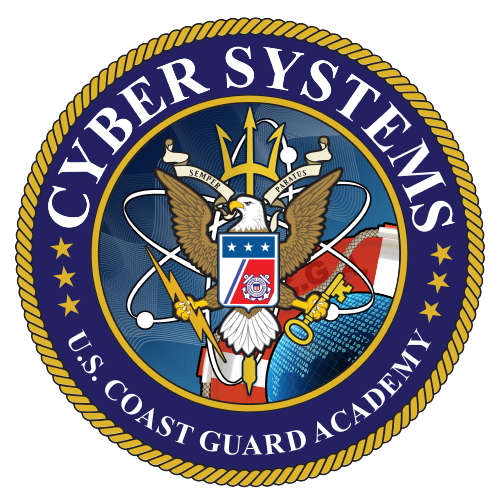 CYBER SYSTEMS
SEMPER PARATUS
U.S. COAST GUARD ACADEMY